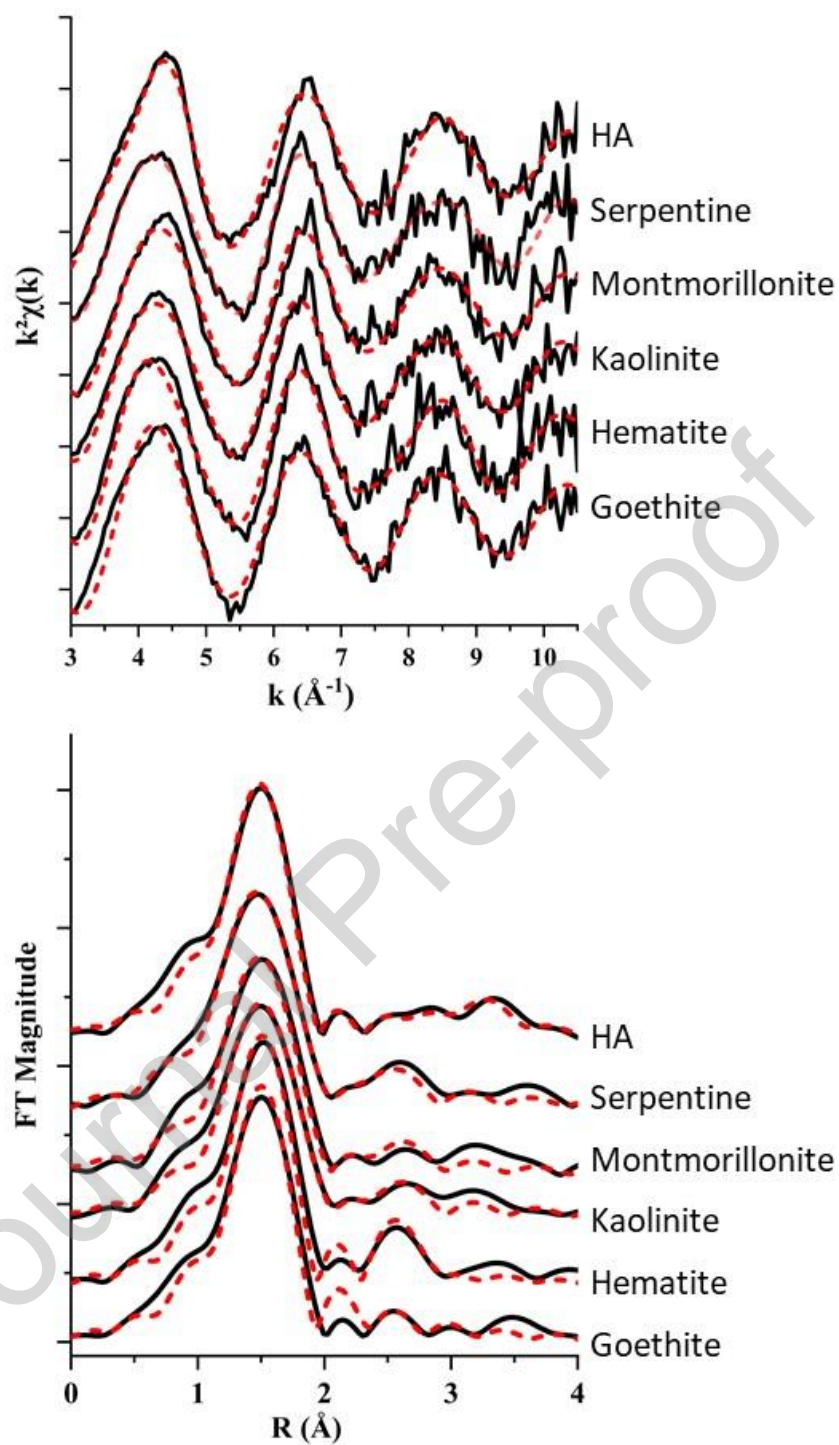 HA
Serpentine
Montmorillonite
Kaolinite
Hematite
Goethite
k²χ(k)
3 4 5 6 7 8 9 10
k (Å⁻¹)
Journal Pre-proof
FT Magnitude
HA
Serpentine
Montmorillonite
Kaolinite
Hematite
Goethite
0 1 2 3 4
R (Å)